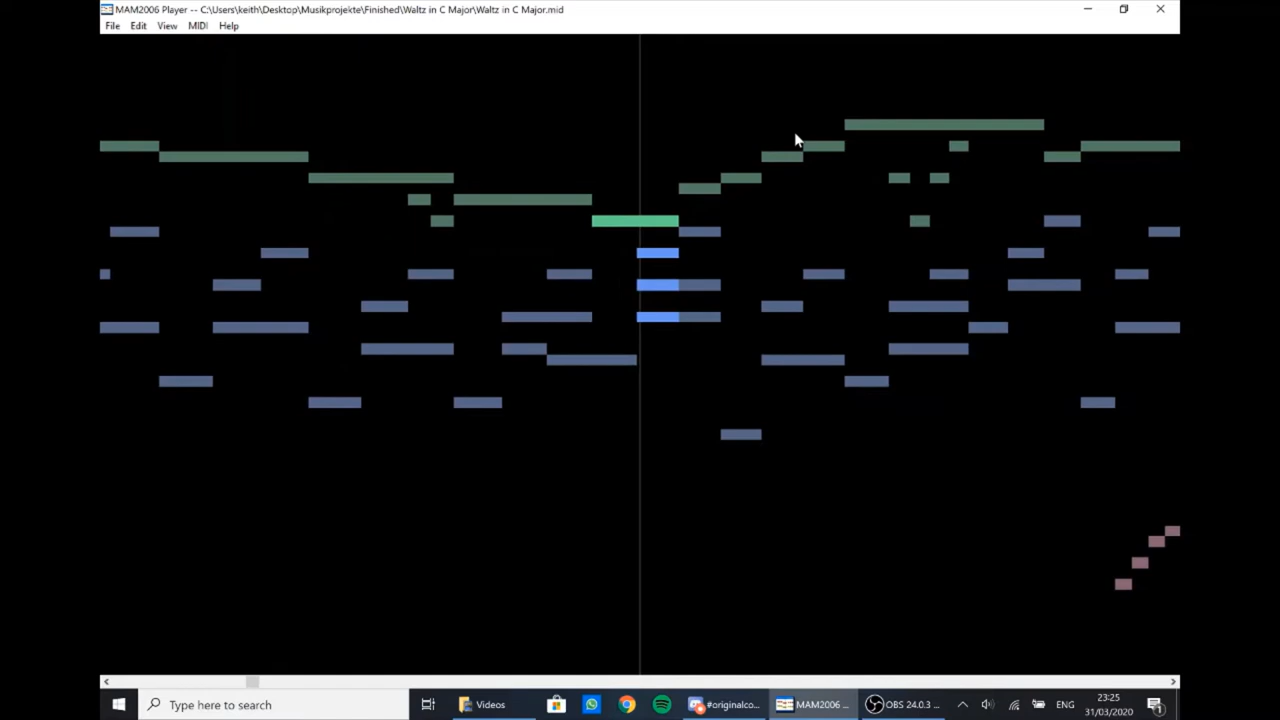 MAM2006 Player -- C:\Users\keith\Desktop\Musikprojekte\Finished\Waltz in C Major\Waltz in C Major.mid
File Edit View MIDI Help
Type here to search
Videos
#originalco...
MAM2006 ...
OBS 24.0.3 ...
ENG
23:25
31/03/2020
1